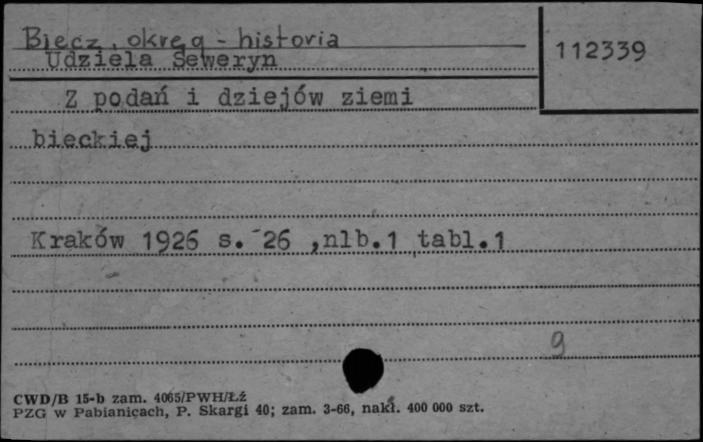 Biecz, okręg - historia
112339
Udziela Seweryn
Z podań i dziejów ziemi
bieckiej
Kraków 1926 s. 26 ,nlb.1 tabl.1
9
CWD/B 15-b zam. 4065/PWH/Łź
PZG w Pabianicach, P. Skargi 40; zam. 3-66, nakł. 400 000 szt.